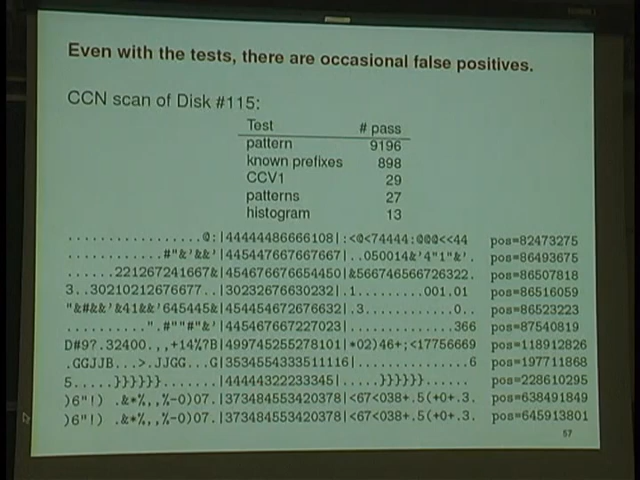 Even with the tests, there are occasional false positives.
CCN scan of Disk #115:
Test # pass
pattern 9196
known prefixes 898
CCV1 29
patterns 27
histogram 13
.................@:|44444486666108|:<@<74444:@@@<<44 pos=82473275
.............#"&'&&'|445447667667667|..050014&'4"1"&'. pos=86493675
......221267241667&|454676676654450|&566746566726322. pos=86507818
3..30210212676677..|30232676630232|.1.........001.01 pos=86516059
"&#&&'&41&&'645445&|454454672676632|.3..........0.. pos=86523223
..........".#""#"&'|445467667227023|............366 pos=87540819
D#9?.32400.,,+14%?B|499745255278101|*02)46+;<17756669 pos=118912826
.GGJJB...>.JJGG...G|3534554333511116|..............6 pos=197711868
5.....}}}}}}.......|44444322233345|.....}}}}}}...... pos=228610295
)6"!) .&*%,,%-0)07.|373484553420378|<67<038+.5(+0+.3. pos=638491849
)6"!) .&*%,,%-0)07.|373484553420378|<67<038+.5(+0+.3. pos=645913801
57